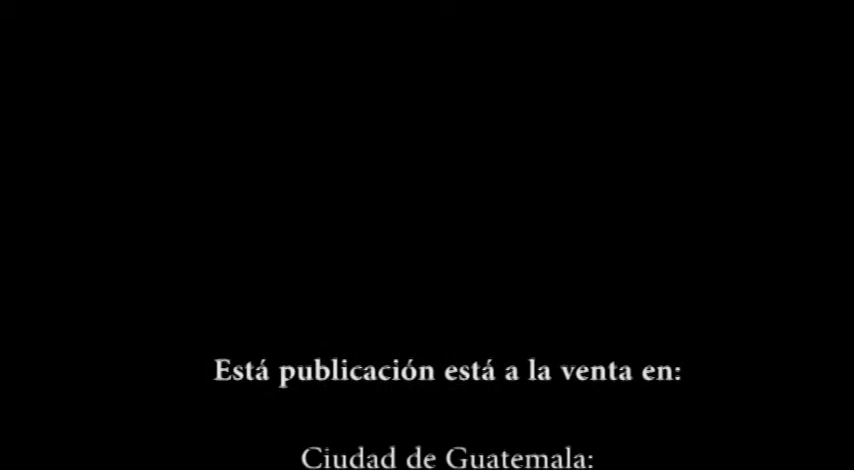 Está publicación está a la venta en:
Ciudad de Guatemala: